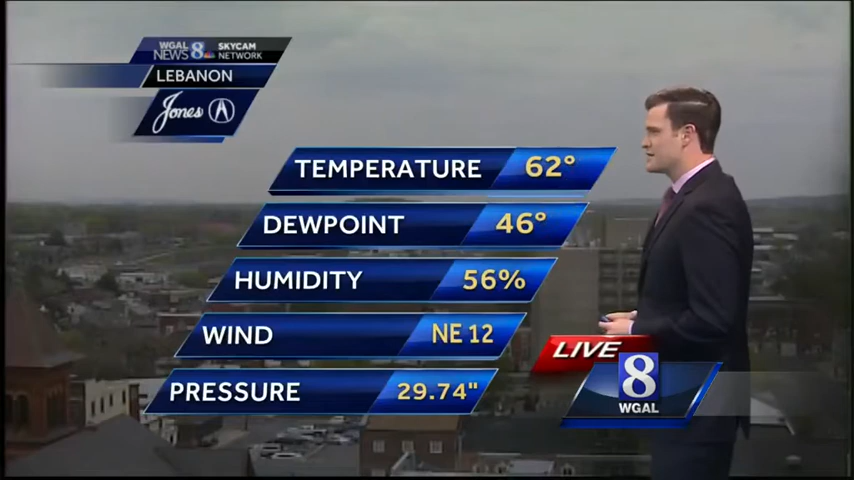 WGAL
NEWS 8
SKYCAM
NETWORK
LEBANON
Jones
TEMPERATURE 62°
DEWPOINT 46°
HUMIDITY 56%
WIND NE 12
PRESSURE 29.74"
LIVE
8
WGAL